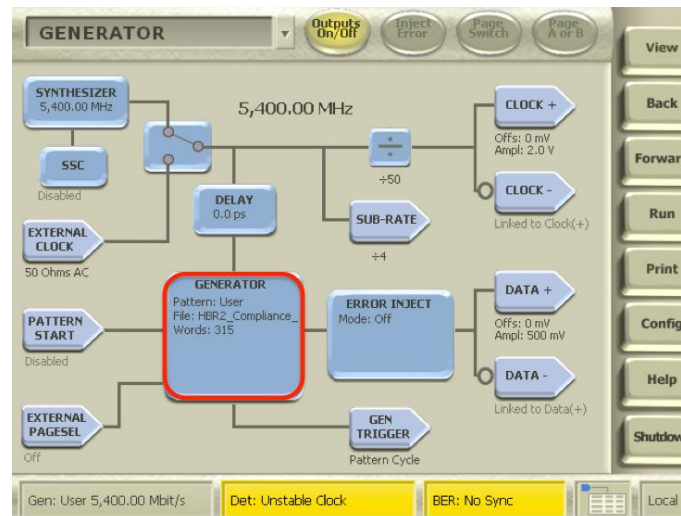 GENERATOR
Outputs
On/Off
Inject
Error
Page
Switch
Page
A or B
View
SYNTHESIZER
5,400.00 MHz
5,400.00 MHz
CLOCK +
Back
Offs: 0 mV
Ampl: 2.0 V
SSC
÷
Forwar
Disabled
÷50
DELAY
0.0 ps
CLOCK -
Linked to Clock(+)
SUB-RATE
÷4
Run
EXTERNAL
CLOCK
50 Ohms AC
Print
GENERATOR
Pattern: User
File: HBR2_Compliance_
Words: 315
ERROR INJECT
Mode: Off
DATA +
Offs: 0 mV
Ampl: 500 mV
PATTERN
START
Disabled
Config
DATA -
Linked to Data(+)
Help
EXTERNAL
PAGESEL
Off
GEN
TRIGGER
Pattern Cycle
Shutdow
Gen: User 5,400.00 Mbit/s
Det: Unstable Clock
BER: No Sync
Local